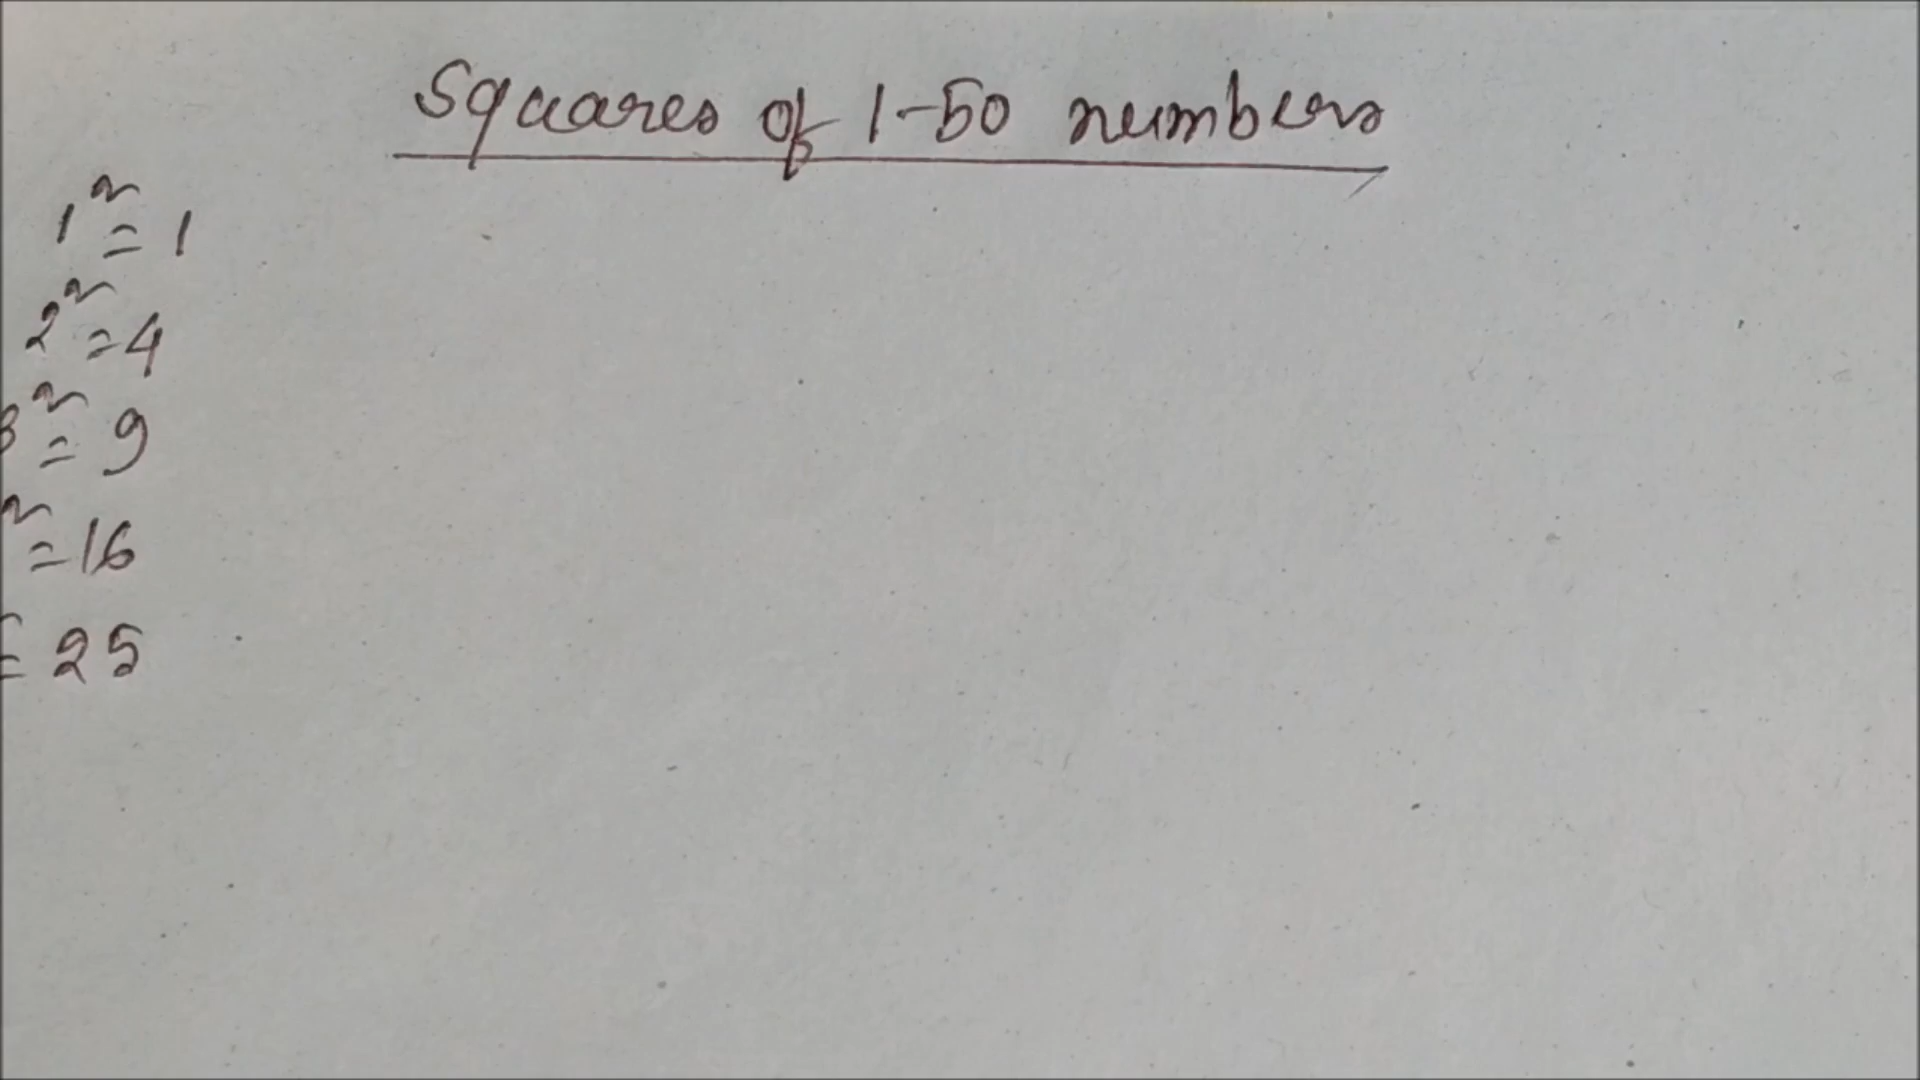 Squares of 1-50 numbers
1² = 1
2² = 4
3² = 9
² = 16
= 25